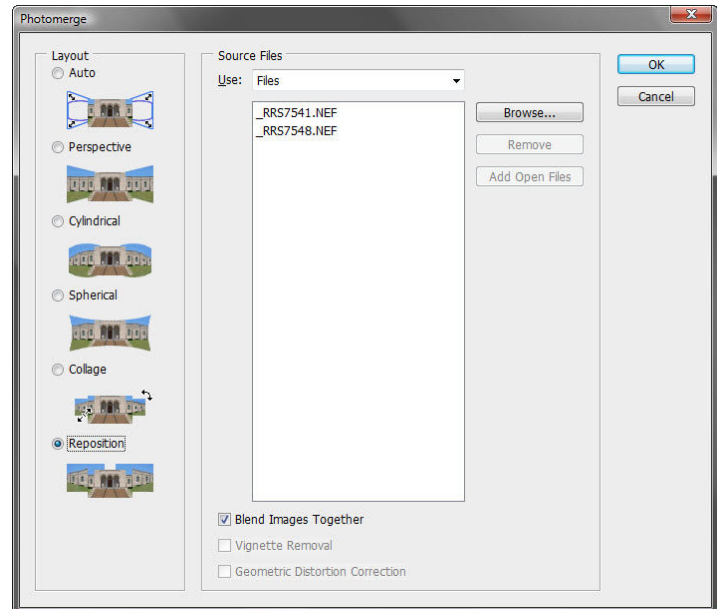 Photomerge
Layout
Auto
Perspective
Cylindrical
Spherical
Collage
Reposition
Source Files
Use: Files
_RRS7541.NEF
_RRS7548.NEF
Browse...
Remove
Add Open Files
Blend Images Together
Vignette Removal
Geometric Distortion Correction
OK
Cancel